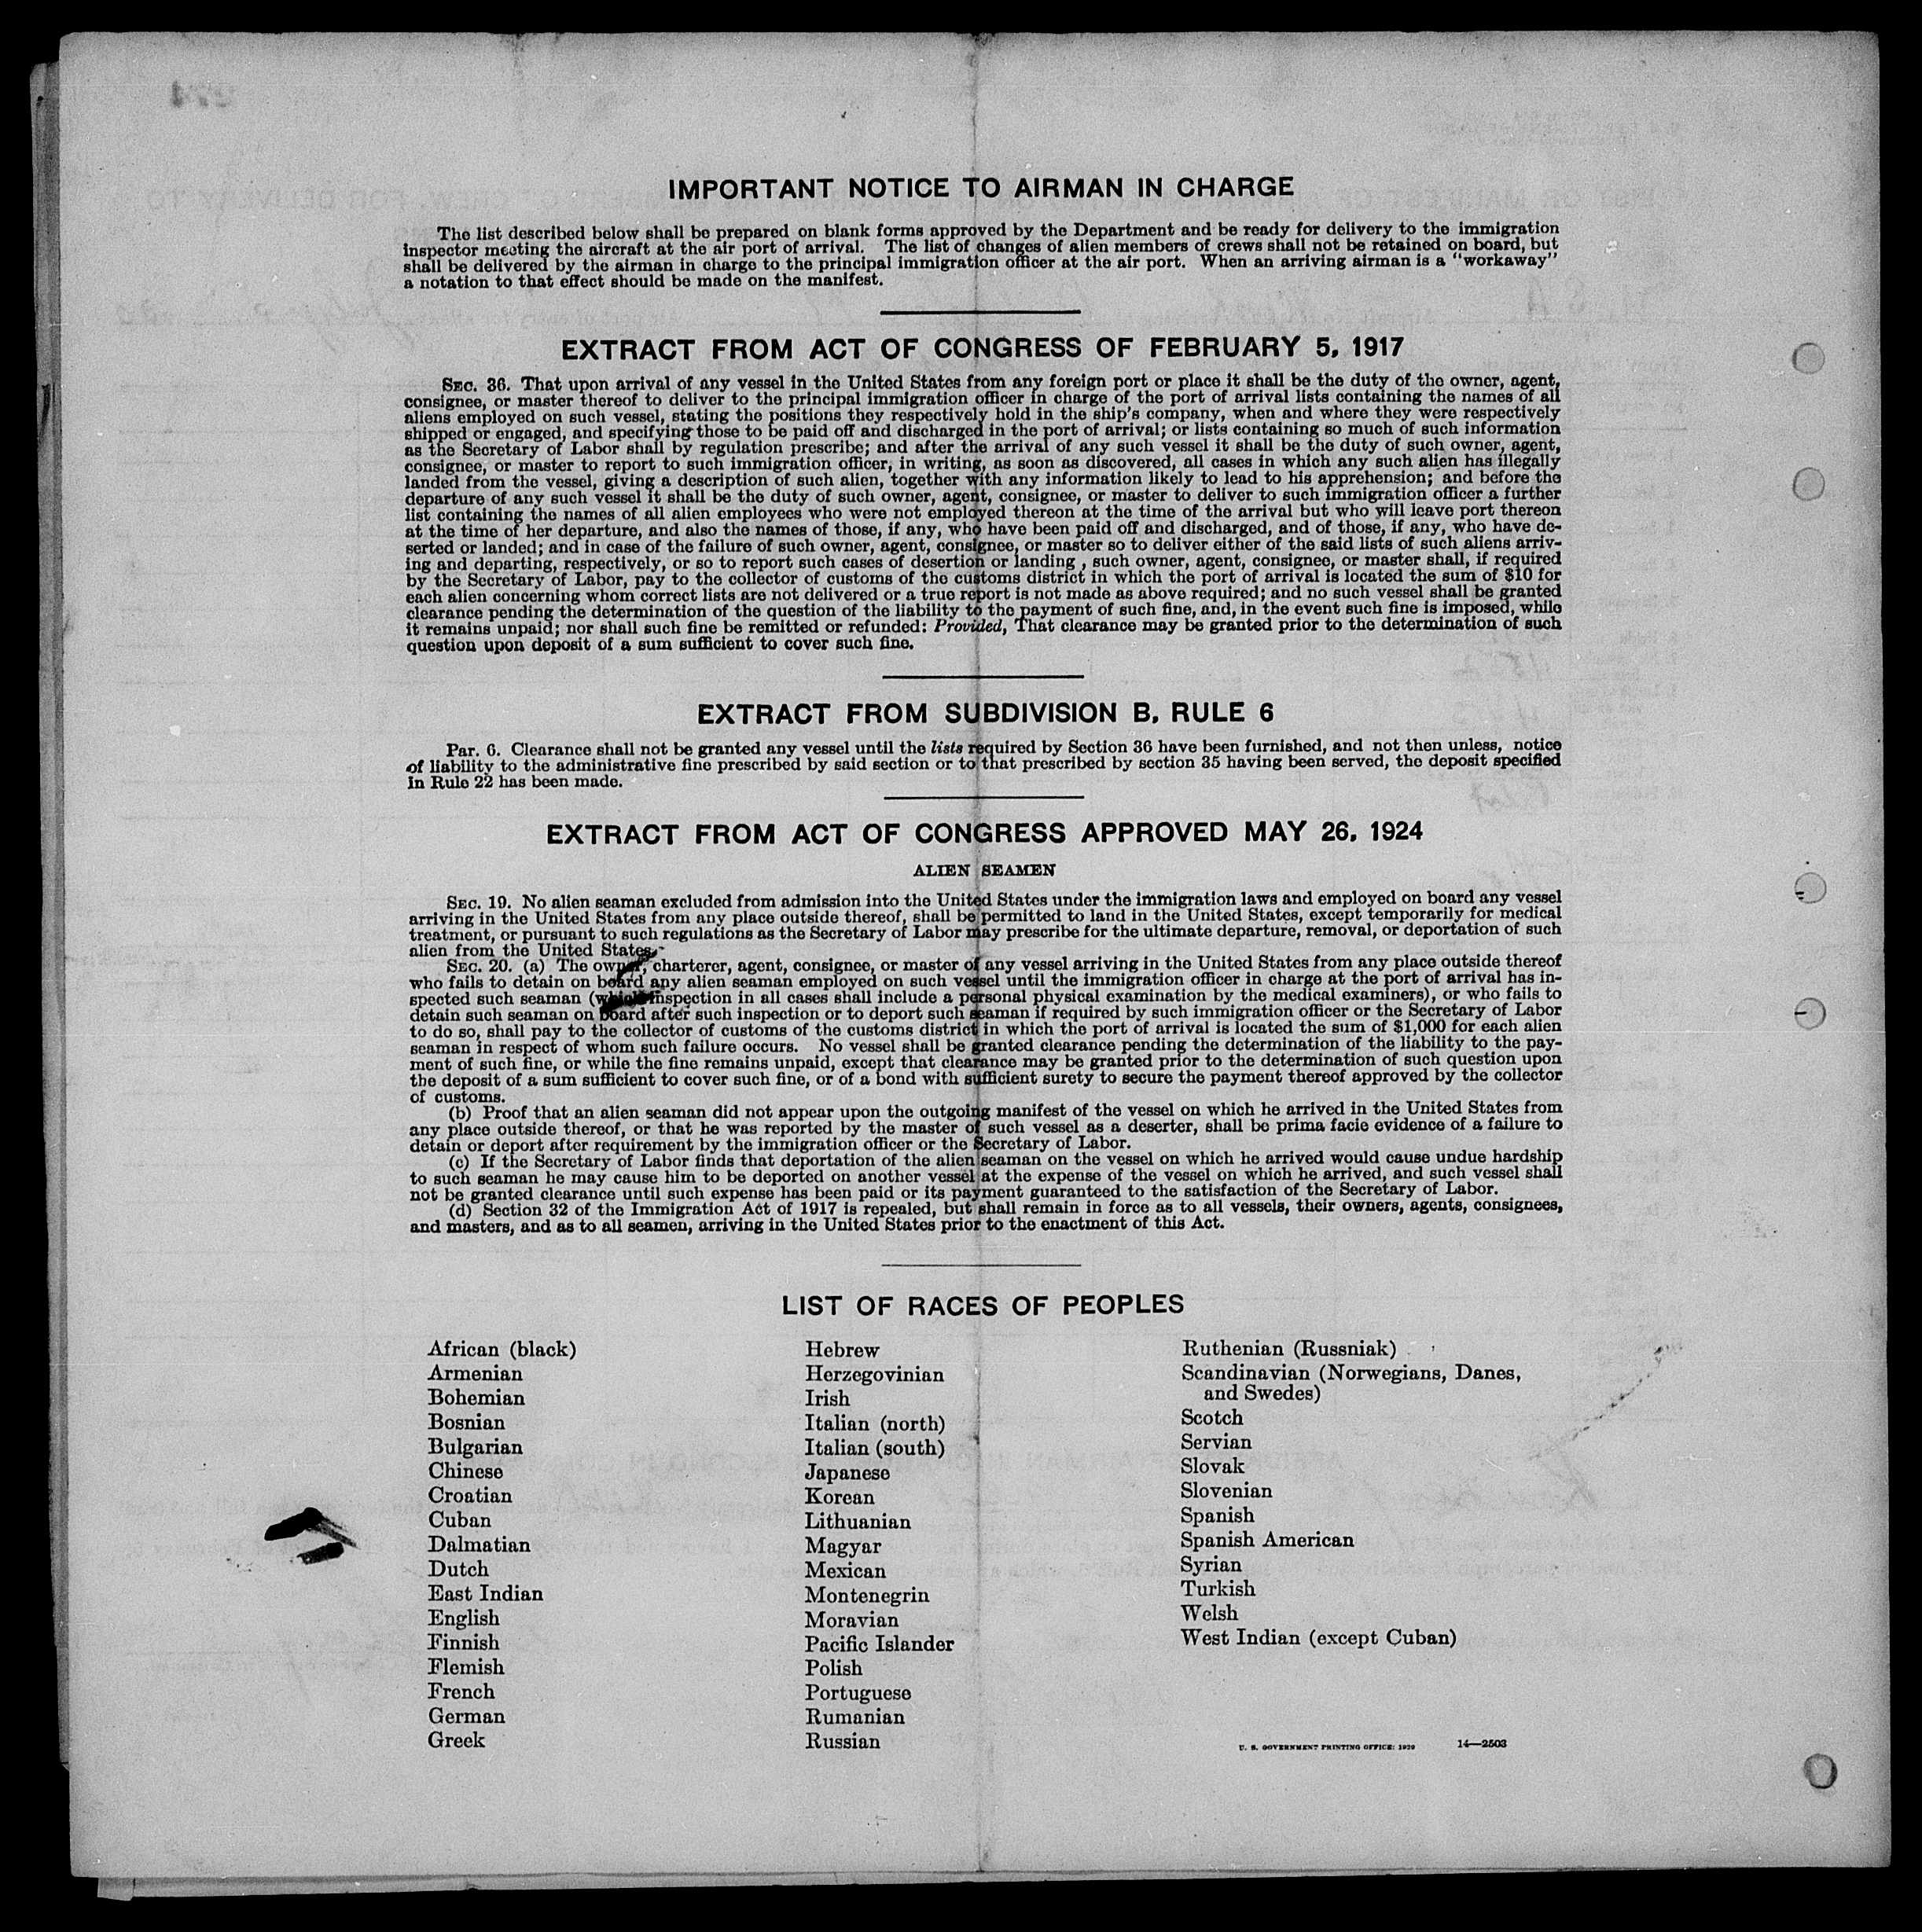 IMPORTANT NOTICE TO AIRMAN IN CHARGE
The list described below shall be prepared on blank forms approved by the Department and be ready for delivery to the immigration
inspector meeting the aircraft at the air port of arrival. The list of changes of alien members of crews shall not be retained on board, but
shall be delivered by the airman in charge to the principal immigration officer at the air port. When an arriving airman is a "workaway"
a notation to that effect should be made on the manifest.
EXTRACT FROM ACT OF CONGRESS OF FEBRUARY 5, 1917
SEC. 36. That upon arrival of any vessel in the United States from any foreign port or place it shall be the duty of the owner, agent,
consignee, or master thereof to deliver to the principal immigration officer in charge of the port of arrival lists containing the names of all
aliens employed on such vessel, stating the positions they respectively hold in the ship's company, when and where they were respectively
shipped or engaged, and specifying those to be paid off and discharged in the port of arrival; or lists containing so much of such information
as the Secretary of Labor shall by regulation prescribe; and after the arrival of any such vessel it shall be the duty of such owner, agent,
consignee, or master to report to such immigration officer, in writing, as soon as discovered, all cases in which any such alien has illegally
landed from the vessel, giving a description of such alien, together with any information likely to lead to his apprehension; and before the
departure of any such vessel it shall be the duty of such owner, agent, consignee, or master to deliver to such immigration officer a further
list containing the names of all alien employees who were not employed thereon at the time of the arrival but who will leave port thereon
at the time of her departure, and also the names of those, if any, who have been paid off and discharged, and of those, if any, who have de-
serted or landed; and in case of the failure of such owner, agent, consignee, or master so to deliver either of the said lists of such aliens arriv-
ing and departing, respectively, or so to report such cases of desertion or landing , such owner, agent, consignee, or master shall, if required
by the Secretary of Labor, pay to the collector of customs of the customs district in which the port of arrival is located the sum of $10 for
each alien concerning whom correct lists are not delivered or a true report is not made as above required; and no such vessel shall be granted
clearance pending the determination of the question of the liability to the payment of such fine, and, in the event such fine is imposed, while
it remains unpaid; nor shall such fine be remitted or refunded: Provided, That clearance may be granted prior to the determination of such
question upon deposit of a sum sufficient to cover such fine.
EXTRACT FROM SUBDIVISION B, RULE 6
Par. 6. Clearance shall not be granted any vessel until the lists required by Section 36 have been furnished, and not then unless, notice
of liability to the administrative fine prescribed by said section or to that prescribed by section 35 having been served, the deposit specified
in Rule 22 has been made.
EXTRACT FROM ACT OF CONGRESS APPROVED MAY 26, 1924
ALIEN SEAMEN
SEC. 19. No alien seaman excluded from admission into the United States under the immigration laws and employed on board any vessel
arriving in the United States from any place outside thereof, shall be permitted to land in the United States, except temporarily for medical
treatment, or pursuant to such regulations as the Secretary of Labor may prescribe for the ultimate departure, removal, or deportation of such
alien from the United States.
SEC. 20. (a) The owner, charterer, agent, consignee, or master of any vessel arriving in the United States from any place outside thereof
who fails to detain on board any alien seaman employed on such vessel until the immigration officer in charge at the port of arrival has in-
spected such seaman (which inspection in all cases shall include a personal physical examination by the medical examiners), or who fails to
detain such seaman on board after such inspection or to deport such seaman if required by such immigration officer or the Secretary of Labor
to do so, shall pay to the collector of customs of the customs district in which the port of arrival is located the sum of $1,000 for each alien
seaman in respect of whom such failure occurs. No vessel shall be granted clearance pending the determination of the liability to the pay-
ment of such fine, or while the fine remains unpaid, except that clearance may be granted prior to the determination of such question upon
the deposit of a sum sufficient to cover such fine, or of a bond with sufficient surety to secure the payment thereof approved by the collector
of customs.
(b) Proof that an alien seaman did not appear upon the outgoing manifest of the vessel on which he arrived in the United States from
any place outside thereof, or that he was reported by the master of such vessel as a deserter, shall be prima facie evidence of a failure to
detain or deport after requirement by the immigration officer or the Secretary of Labor.
(c) If the Secretary of Labor finds that deportation of the alien seaman on the vessel on which he arrived would cause undue hardship
to such seaman he may cause him to be deported on another vessel at the expense of the vessel on which he arrived, and such vessel shall
not be granted clearance until such expense has been paid or its payment guaranteed to the satisfaction of the Secretary of Labor.
(d) Section 32 of the Immigration Act of 1917 is repealed, but shall remain in force as to all vessels, their owners, agents, consignees,
and masters, and as to all seamen, arriving in the United States prior to the enactment of this Act.
LIST OF RACES OF PEOPLES
African (black)
Armenian
Bohemian
Bosnian
Bulgarian
Chinese
Croatian
Cuban
Dalmatian
Dutch
East Indian
English
Finnish
Flemish
French
German
Greek
Hebrew
Herzegovinian
Irish
Italian (north)
Italian (south)
Japanese
Korean
Lithuanian
Magyar
Mexican
Montenegrin
Moravian
Pacific Islander
Polish
Portuguese
Rumanian
Russian
Ruthenian (Russniak)
Scandinavian (Norwegians, Danes,
and Swedes)
Scotch
Servian
Slovak
Slovenian
Spanish
Spanish American
Syrian
Turkish
Welsh
West Indian (except Cuban)
U. S. GOVERNMENT PRINTING OFFICE: 1929 14—2503